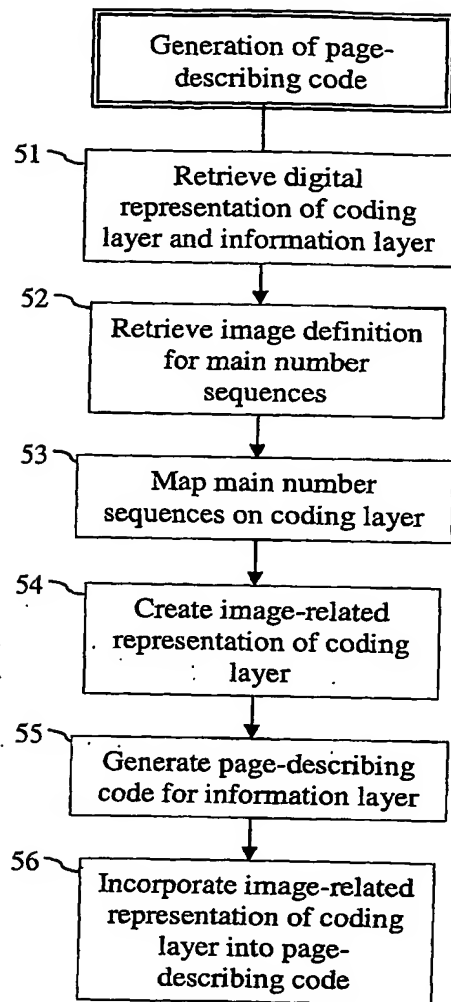 Generation of page-
describing code
51
Retrieve digital
representation of coding
layer and information layer
52
Retrieve image definition
for main number
sequences
53
Map main number
sequences on coding layer
54
Create image-related
representation of coding
layer
55
Generate page-describing
code for information layer
56
Incorporate image-related
representation of coding
layer into page-
describing code